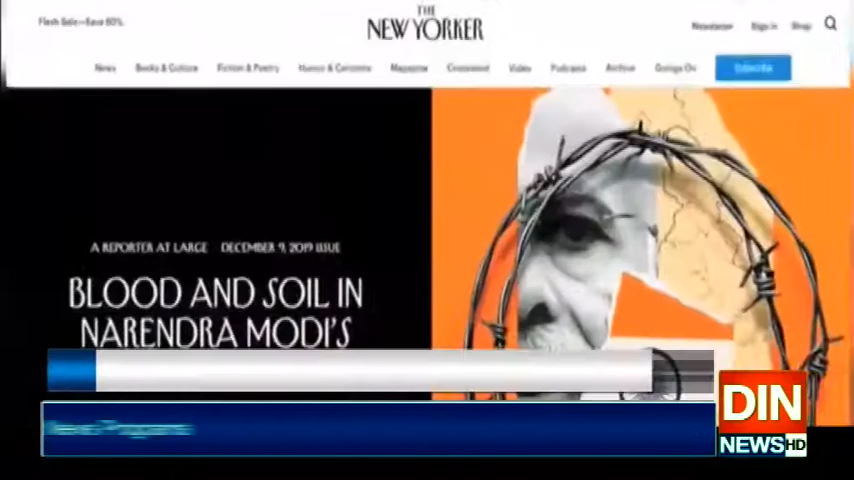 Flash Sale—Save 60%
THE
NEW YORKER
Newsletter Sign In Shop
News Books & Culture Fiction & Poetry Humor & Cartoons Magazine Crossword Video Podcasts Archive Goings On
Subscribe
A REPORTER AT LARGE DECEMBER 9, 2019 ISSUE
BLOOD AND SOIL IN
NARENDRA MODI'S
DIN
NEWS HD